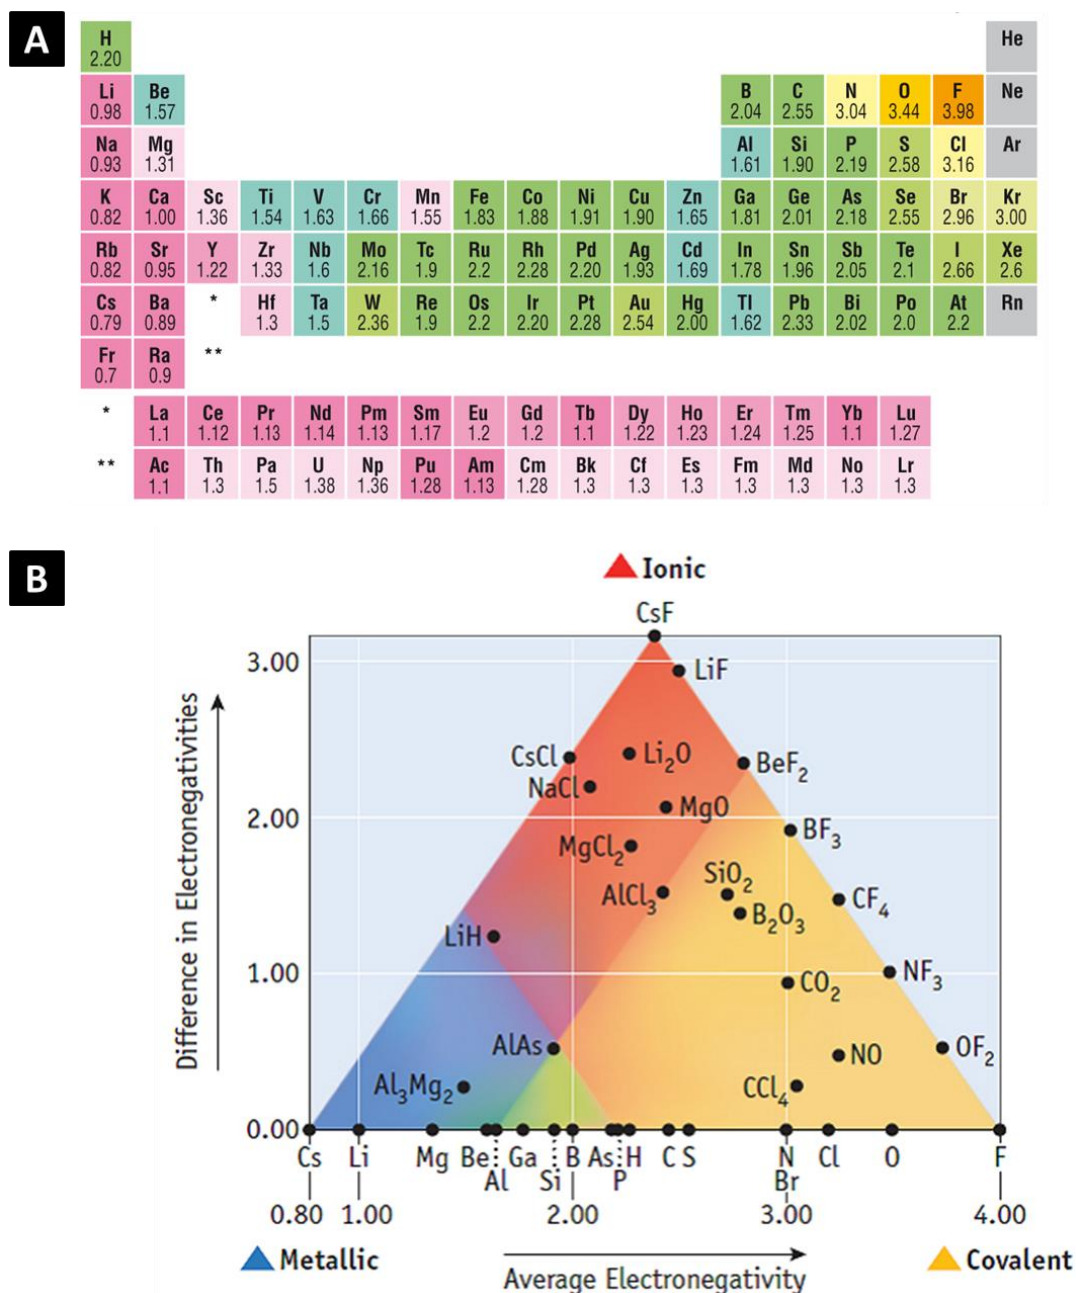 A
H He
2.20
Li Be B C N O F Ne
0.98 1.57 2.04 2.55 3.04 3.44 3.98
Na Mg Al Si P S Cl Ar
0.93 1.31 1.61 1.90 2.19 2.58 3.16
K Ca Sc Ti V Cr Mn Fe Co Ni Cu Zn Ga Ge As Se Br Kr
0.82 1.00 1.36 1.54 1.63 1.66 1.55 1.83 1.88 1.91 1.90 1.65 1.81 2.01 2.18 2.55 2.96 3.00
Rb Sr Y Zr Nb Mo Tc Ru Rh Pd Ag Cd In Sn Sb Te I Xe
0.82 0.95 1.22 1.33 1.6 2.16 1.9 2.2 2.28 2.20 1.93 1.69 1.78 1.96 2.05 2.1 2.66 2.6
Cs Ba * Hf Ta W Re Os Ir Pt Au Hg Tl Pb Bi Po At Rn
0.79 0.89 1.3 1.5 2.36 1.9 2.2 2.20 2.28 2.54 2.00 1.62 2.33 2.02 2.0 2.2
Fr Ra **
0.7 0.9
* La Ce Pr Nd Pm Sm Eu Gd Tb Dy Ho Er Tm Yb Lu
1.1 1.12 1.13 1.14 1.13 1.17 1.2 1.2 1.1 1.22 1.23 1.24 1.25 1.1 1.27
** Ac Th Pa U Np Pu Am Cm Bk Cf Es Fm Md No Lr
1.1 1.3 1.5 1.38 1.36 1.28 1.13 1.28 1.3 1.3 1.3 1.3 1.3 1.3 1.3
B
Ionic
CsF
3.00
LiF
CsCl Li₂O BeF₂
NaCl
MgO
2.00
BF₃
MgCl₂
SiO₂
AlCl₃ CF₄
B₂O₃
LiH
1.00 NF₃
CO₂
AlAs NO OF₂
Al₃Mg₂ CCl₄
0.00
Difference in Electronegativities
Cs Li Mg Be Ga B As H C S N Cl O F
Al Si P Br
0.80 1.00 2.00 3.00 4.00
Metallic Covalent
Average Electronegativity